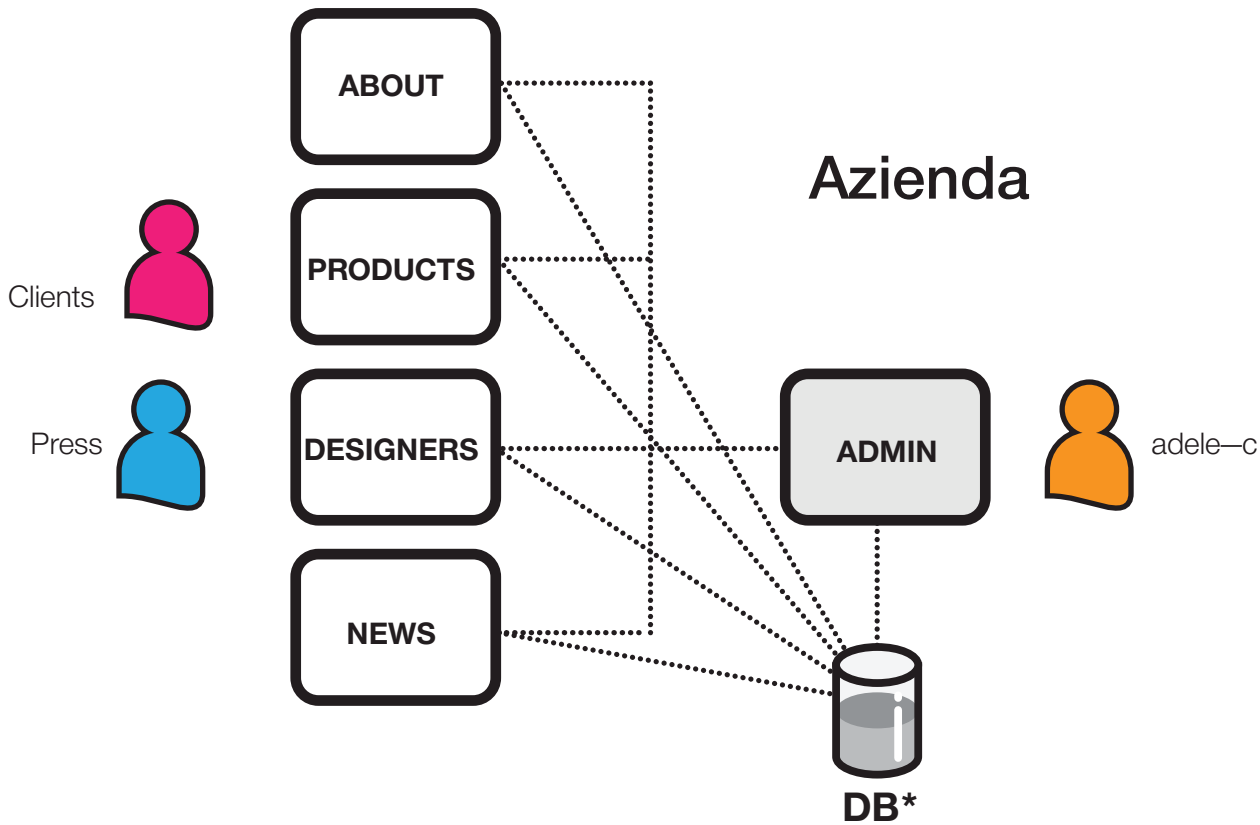 ABOUT
Azienda
PRODUCTS
Clients
DESIGNERS
Press
ADMIN
adele—c
NEWS
DB*